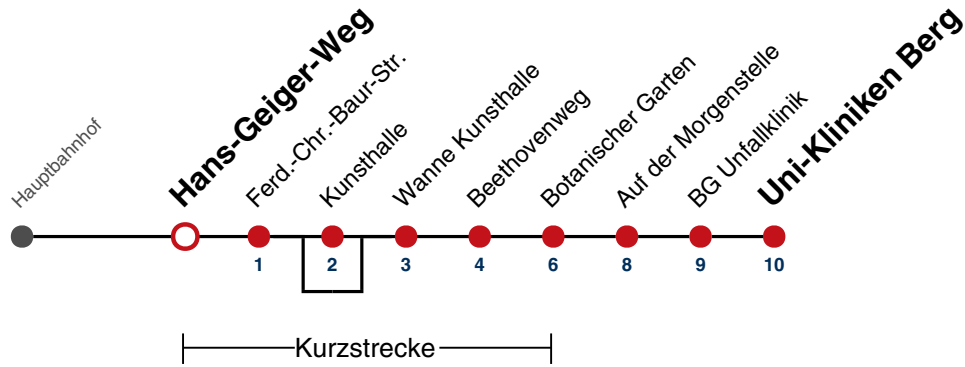 Hauptbahnhof
Hans-Geiger-Weg
Ferd.-Chr.-Baur-Str.
Kunsthalle
Wanne Kunsthalle
Beethovenweg
Botanischer Garten
Auf der Morgenstelle
BG Unfallklinik
Uni-Kliniken Berg
1 2 3 4 6 8 9 10
Kurzstrecke